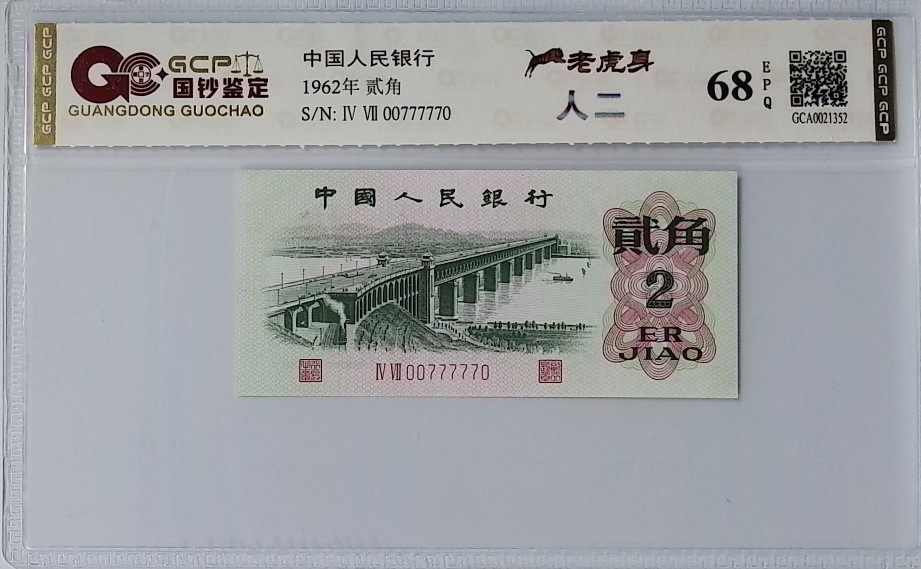 GCP GCP GCP
GCP
国钞鉴定
GUANGDONG GUOCHAO
中国人民银行
1962年 贰角
S/N: Ⅳ Ⅶ 00777770
老虎身
人二
68
EPQ
GCA0021352
GCP GCP GCP
中國人民銀行
貳角
2
ER
JIAO
Ⅳ Ⅶ 00777770